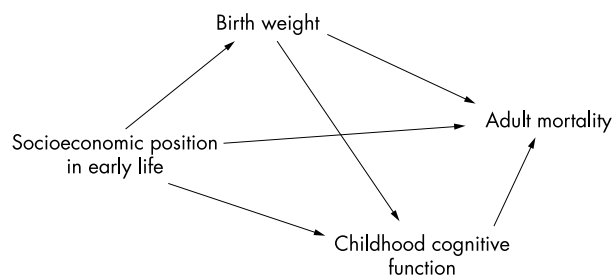 Birth weight
Adult mortality
Socioeconomic position
in early life
Childhood cognitive
function